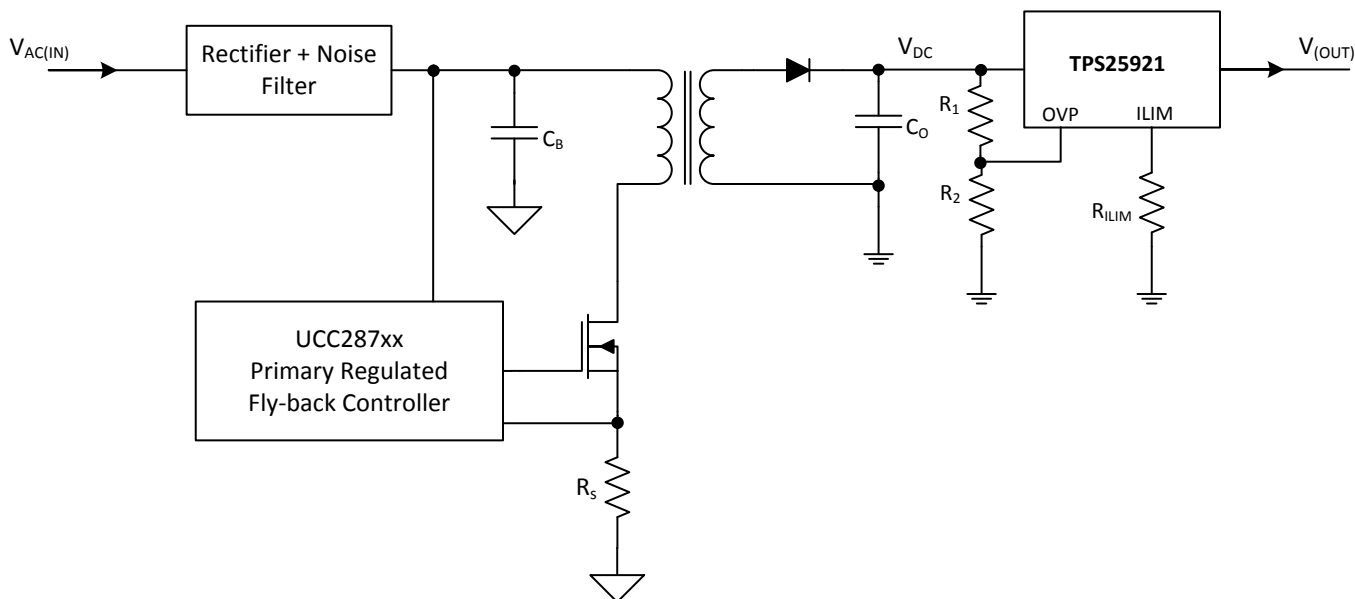 V_AC(IN)
Rectifier + Noise
Filter
C_B
C_O
V_DC
R_1
R_2
TPS25921
OVP
ILIM
R_ILIM
V_(OUT)
UCC287xx
Primary Regulated
Fly-back Controller
R_s